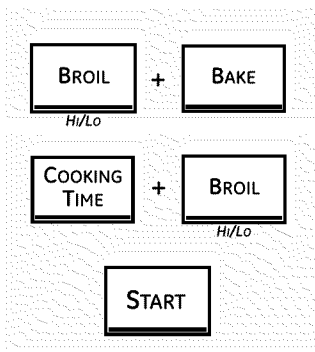 BROIL + BAKE
Hi/Lo
COOKING
TIME + BROIL
Hi/Lo
START